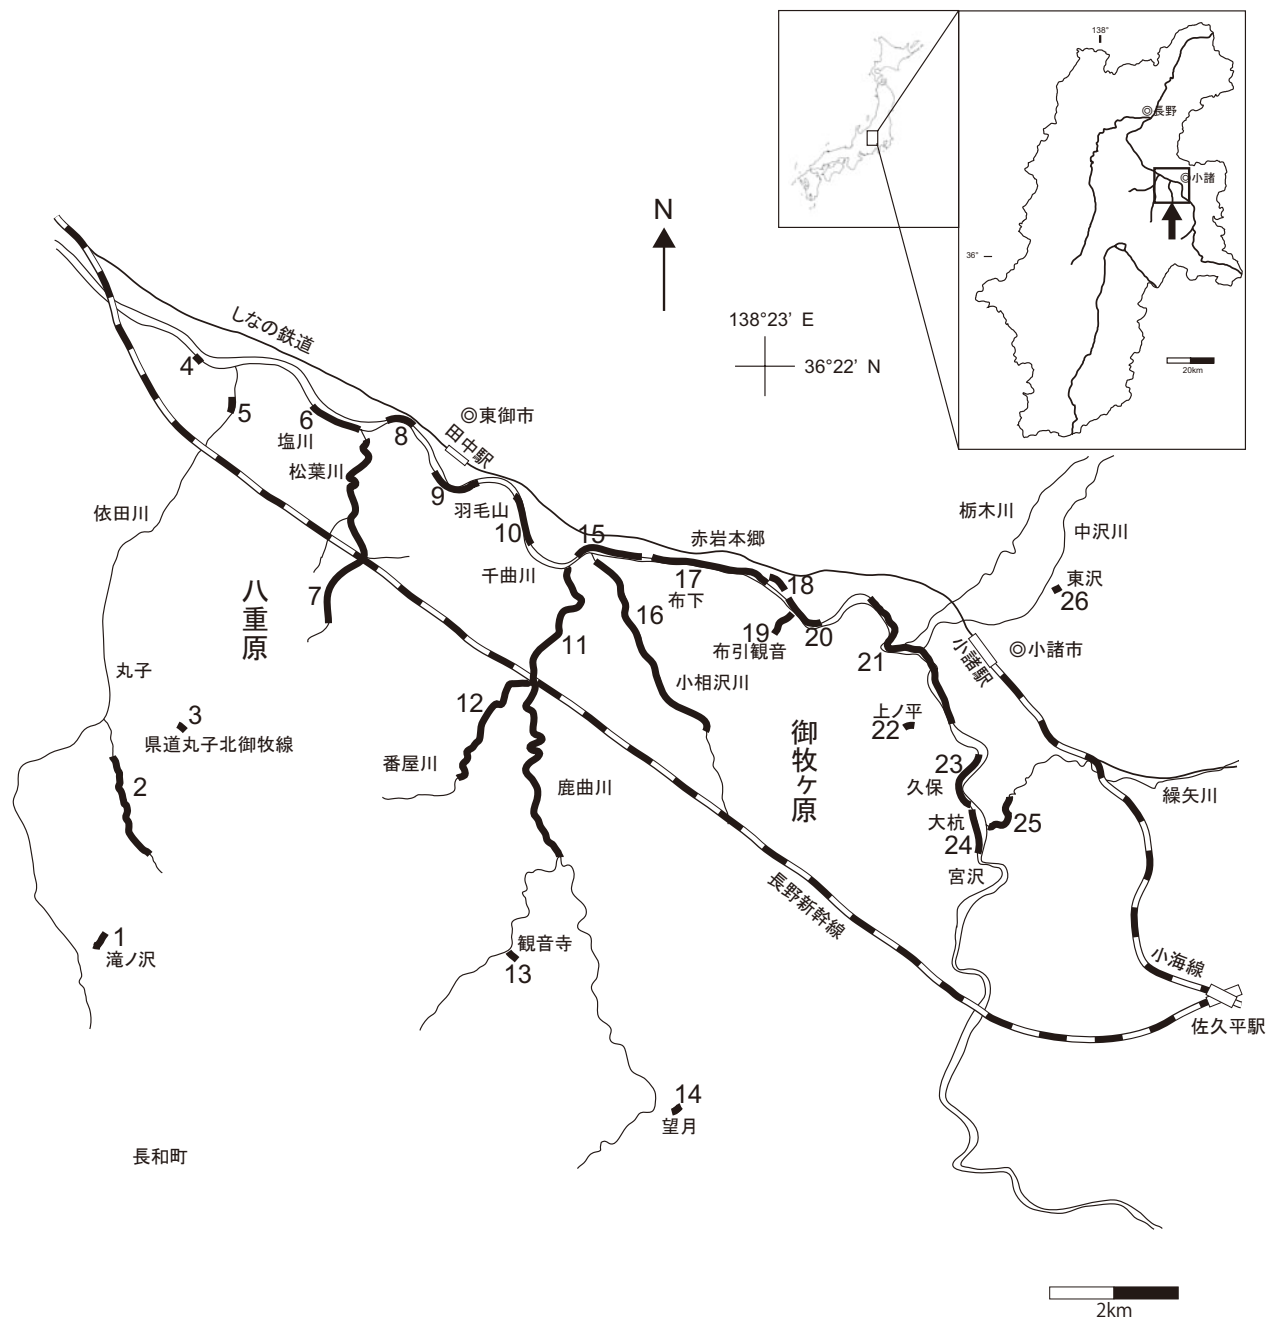 138°
◎長野
◎小諸
36°
20km
N
138°23' E
36°22' N
しなの鉄道
4
5
6
塩川
8
◎東御市
田中駅
松葉川
9
羽毛山
依田川
10
15
赤岩本郷
栃木川
中沢川
千曲川
17
布下
18
東沢
26
八重原
7
16
19
布引観音
20
21
小諸駅
◎小諸市
11
丸子
12
小相沢川
3
県道丸子北御牧線
上ノ平
22
御牧ヶ原
番屋川
2
鹿曲川
23
久保
繰矢川
大杭
24
25
宮沢
長野新幹線
1
滝ノ沢
観音寺
13
小海線
佐久平駅
14
望月
長和町
2km